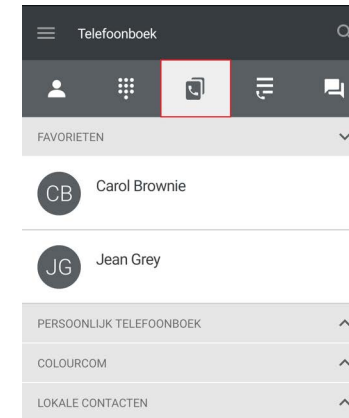 Telefoonboek
FAVORIETEN
CB Carol Brownie
JG Jean Grey
PERSOONLIJK TELEFOONBOEK
COLOURCOM
LOKALE CONTACTEN